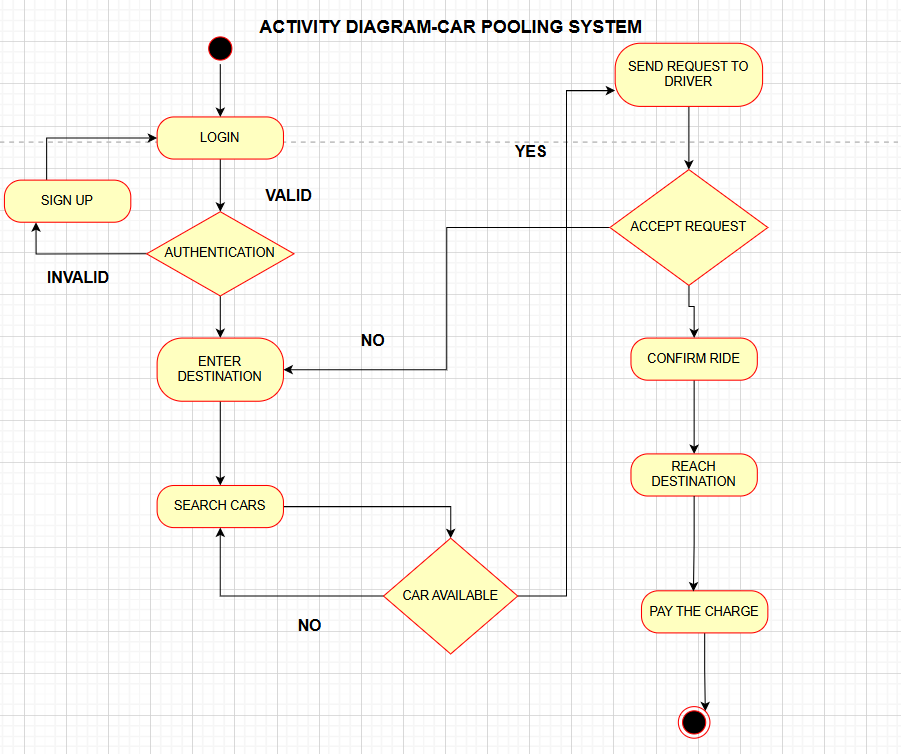 ACTIVITY DIAGRAM-CAR POOLING SYSTEM
SEND REQUEST TO
DRIVER
LOGIN
YES
SIGN UP
VALID
ACCEPT REQUEST
AUTHENTICATION
INVALID
NO
ENTER
DESTINATION
CONFIRM RIDE
REACH
DESTINATION
SEARCH CARS
CAR AVAILABLE
PAY THE CHARGE
NO